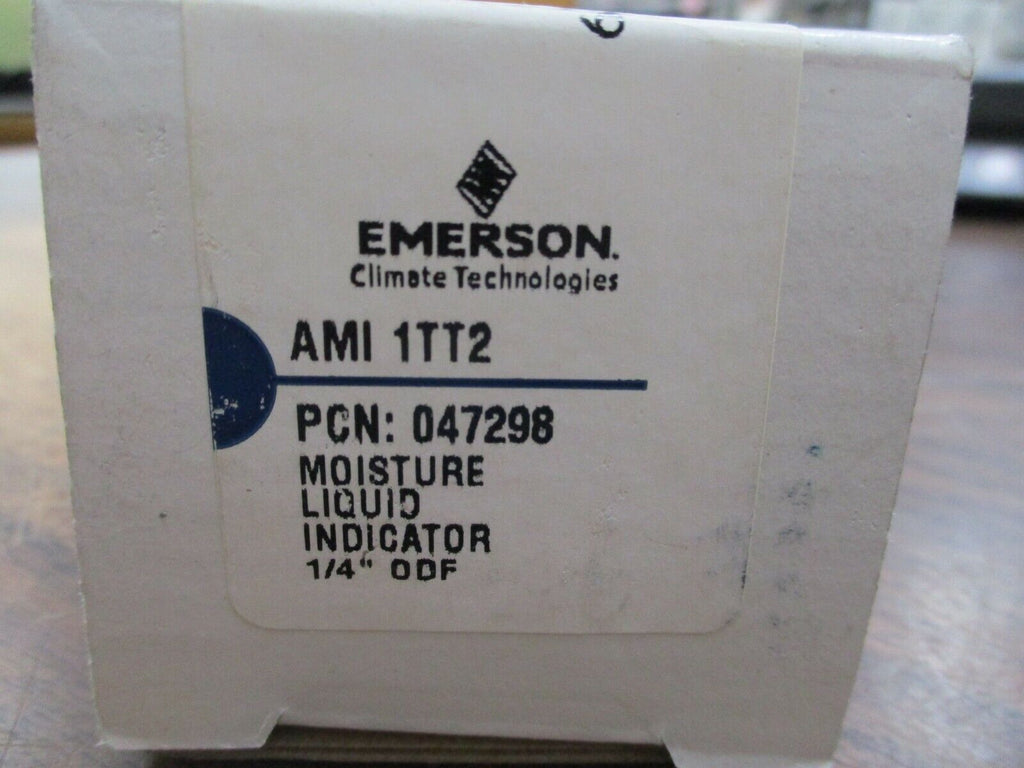 EMERSON.
Climate Technologies
AMI 1TT2
PCN: 047298
MOISTURE
LIQUID
INDICATOR
1/4" ODF